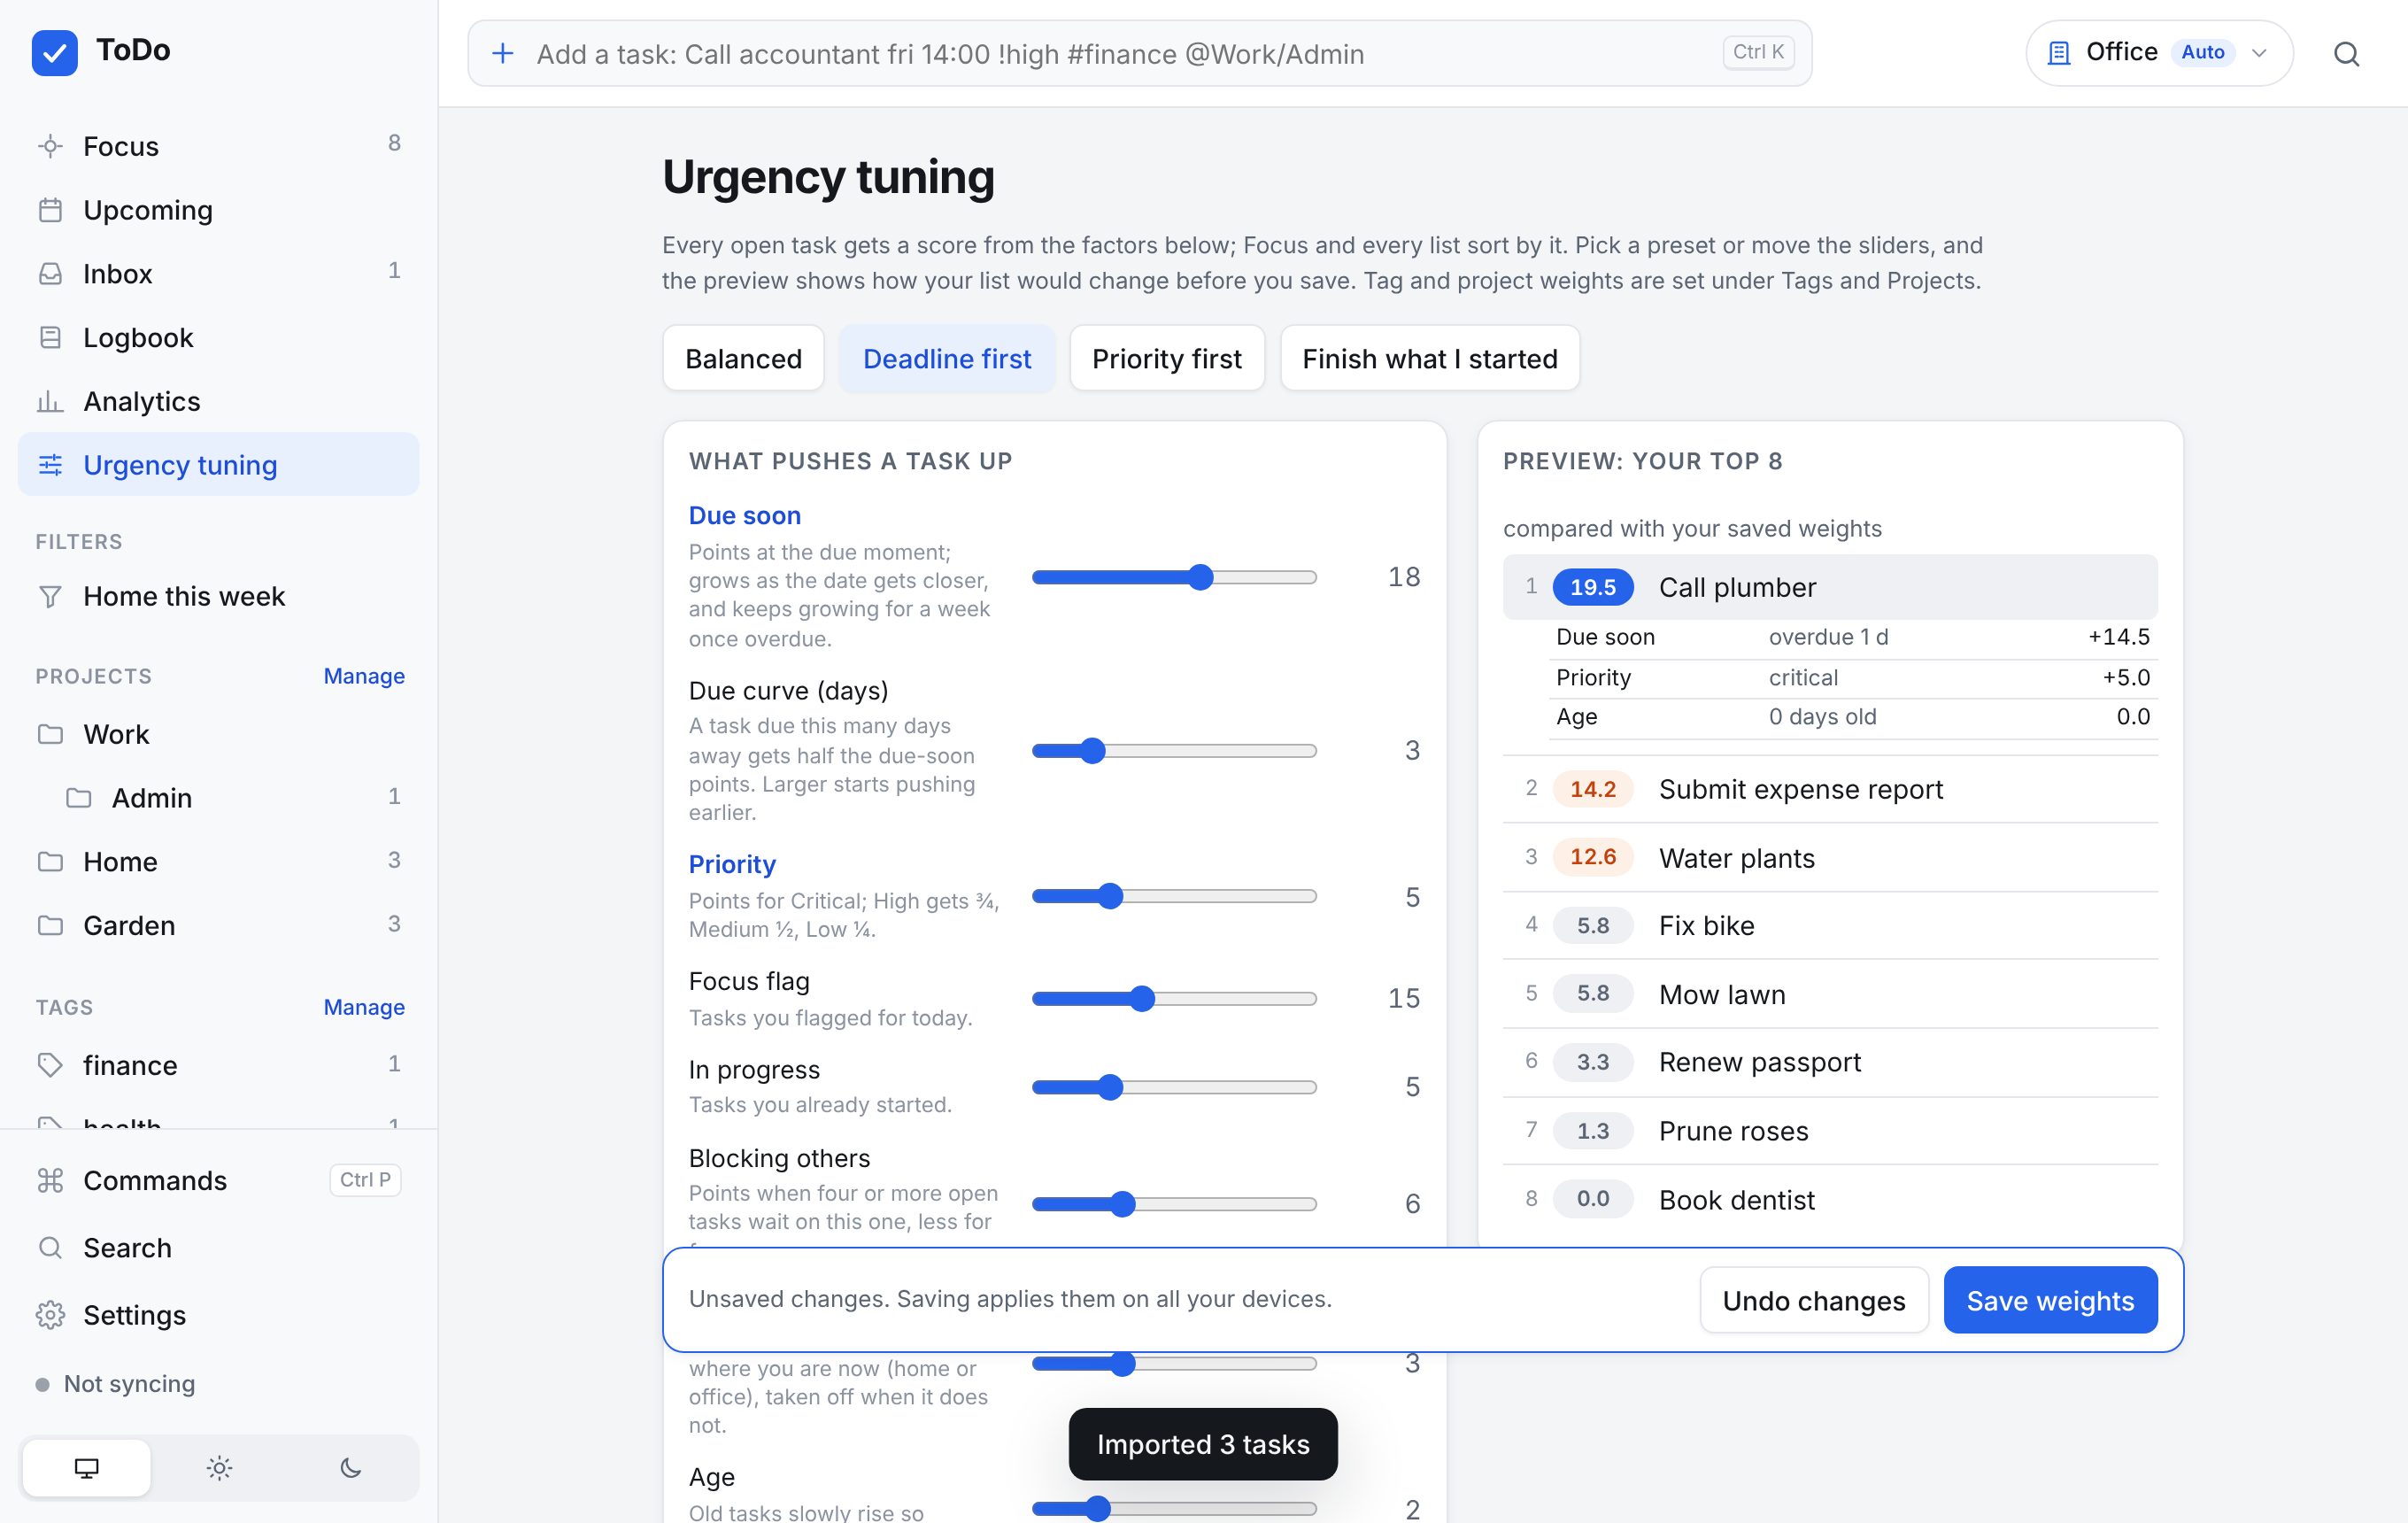 ToDo
Add a task: Call accountant fri 14:00 !high #finance @Work/Admin
Ctrl K
Office
Auto
Focus
8
Upcoming
Inbox
1
Logbook
Analytics
Urgency tuning
FILTERS
Home this week
PROJECTS
Manage
Work
Admin
1
Home
3
Garden
3
TAGS
Manage
finance
1
health
1
Commands
Ctrl P
Search
Settings
Not syncing
Urgency tuning
Every open task gets a score from the factors below; Focus and every list sort by it. Pick a preset or move the sliders, and
the preview shows how your list would change before you save. Tag and project weights are set under Tags and Projects.
Balanced
Deadline first
Priority first
Finish what I started
WHAT PUSHES A TASK UP
Due soon
Points at the due moment;
grows as the date gets closer,
and keeps growing for a week
once overdue.
18
Due curve (days)
A task due this many days
away gets half the due-soon
points. Larger starts pushing
earlier.
3
Priority
Points for Critical; High gets ¾,
Medium ½, Low ¼.
5
Focus flag
Tasks you flagged for today.
15
In progress
Tasks you already started.
5
Blocking others
Points when four or more open
tasks wait on this one, less for
6
where you are now (home or
office), taken off when it does
not.
3
Age
Old tasks slowly rise so
2
PREVIEW: YOUR TOP 8
compared with your saved weights
1 19.5 Call plumber
Due soon overdue 1 d +14.5
Priority critical +5.0
Age 0 days old 0.0
2 14.2 Submit expense report
3 12.6 Water plants
4 5.8 Fix bike
5 5.8 Mow lawn
6 3.3 Renew passport
7 1.3 Prune roses
8 0.0 Book dentist
Unsaved changes. Saving applies them on all your devices.
Undo changes
Save weights
Imported 3 tasks